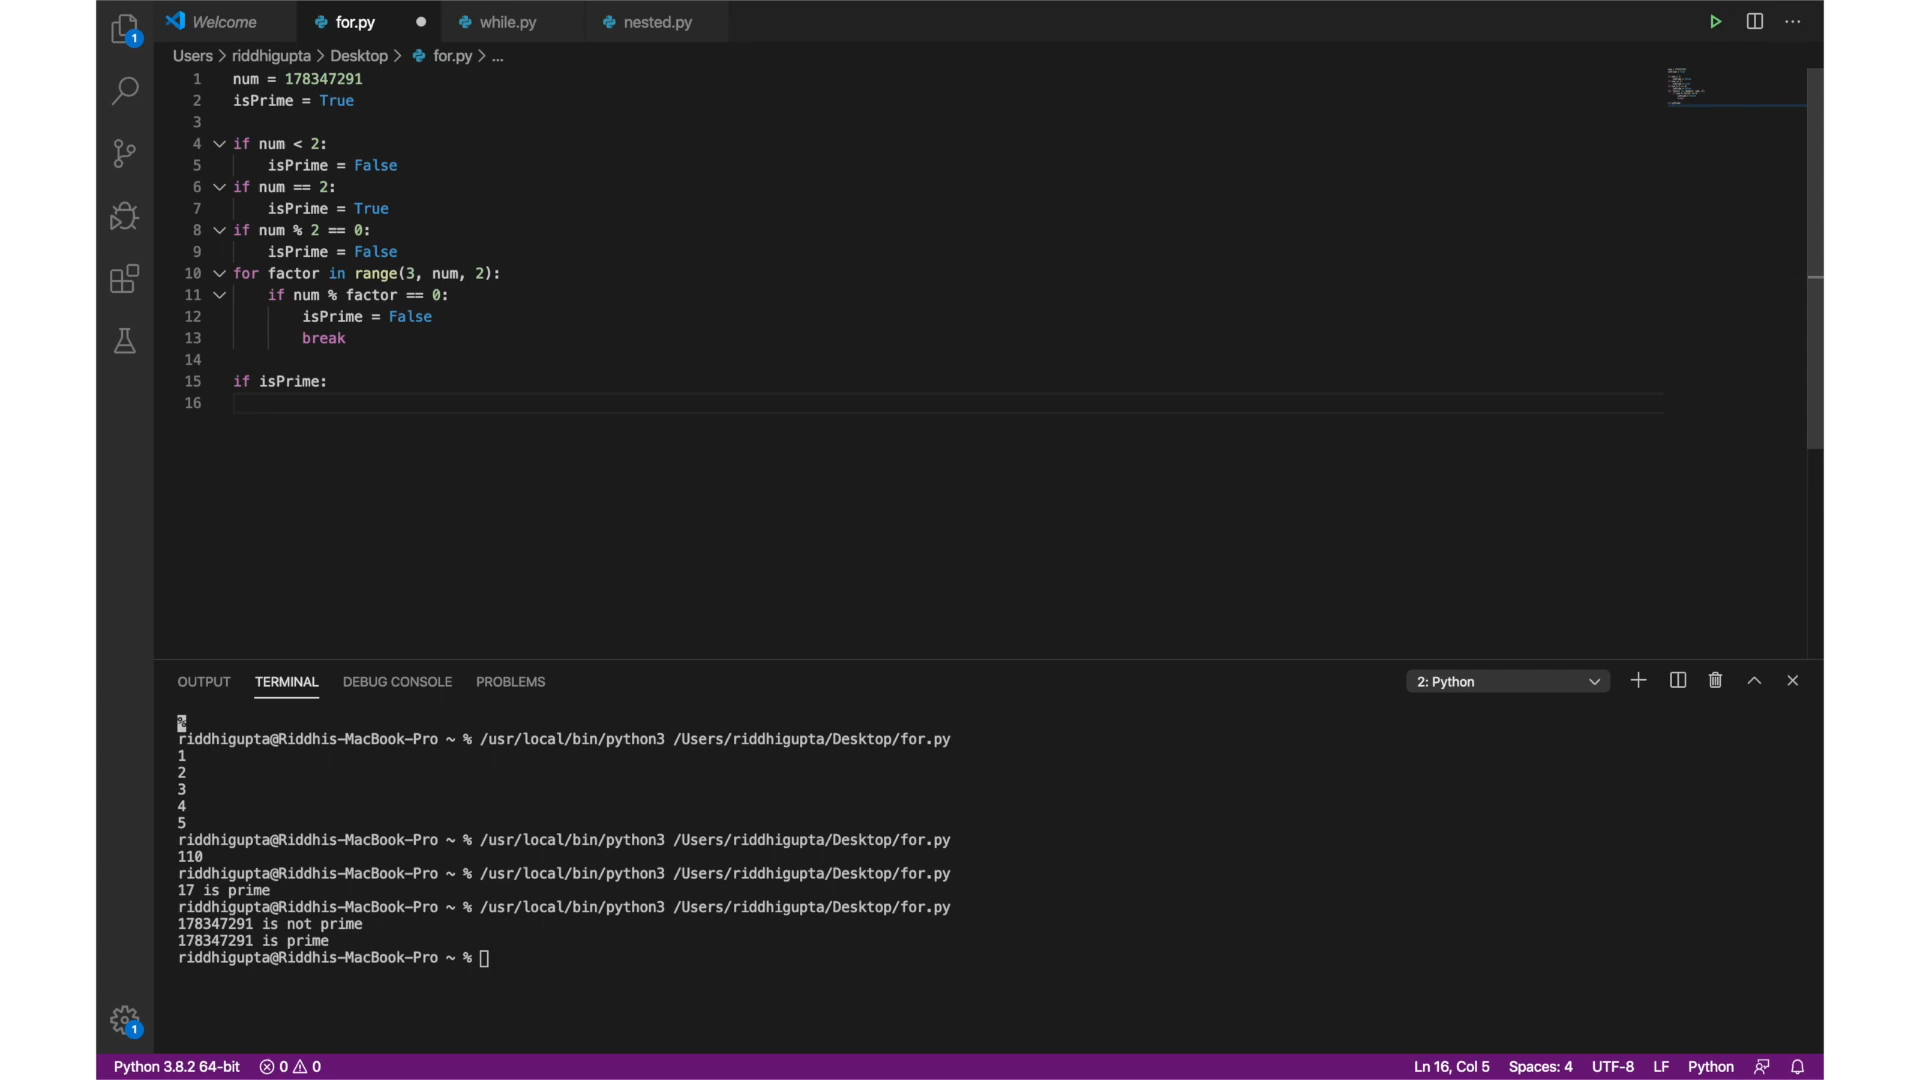 1
Welcome
for.py
while.py
nested.py
Users > riddhigupta > Desktop > for.py > ...
1 num = 178347291
2 isPrime = True
3
4 if num < 2:
5 isPrime = False
6 if num == 2:
7 isPrime = True
8 if num % 2 == 0:
9 isPrime = False
10 for factor in range(3, num, 2):
11 if num % factor == 0:
12 isPrime = False
13 break
14
15 if isPrime:
16
OUTPUT TERMINAL DEBUG CONSOLE PROBLEMS 2: Python
%
riddhigupta@Riddhis-MacBook-Pro ~ % /usr/local/bin/python3 /Users/riddhigupta/Desktop/for.py
1
2
3
4
5
riddhigupta@Riddhis-MacBook-Pro ~ % /usr/local/bin/python3 /Users/riddhigupta/Desktop/for.py
110
riddhigupta@Riddhis-MacBook-Pro ~ % /usr/local/bin/python3 /Users/riddhigupta/Desktop/for.py
17 is prime
riddhigupta@Riddhis-MacBook-Pro ~ % /usr/local/bin/python3 /Users/riddhigupta/Desktop/for.py
178347291 is not prime
178347291 is prime
riddhigupta@Riddhis-MacBook-Pro ~ %
1
Python 3.8.2 64-bit 0 0 Ln 16, Col 5 Spaces: 4 UTF-8 LF Python